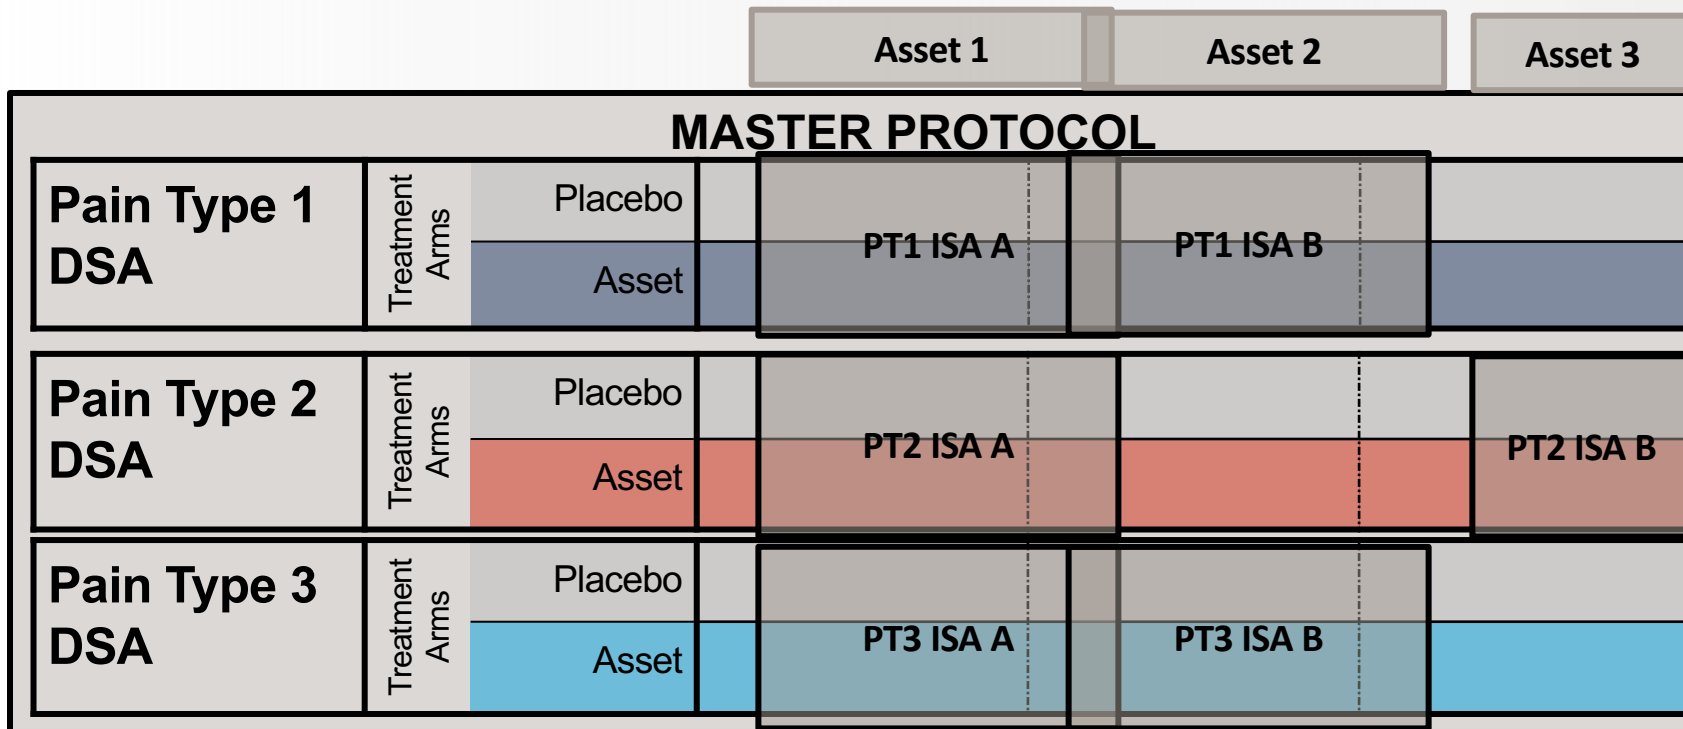 Asset 1
Asset 2
Asset 3
MASTER PROTOCOL
Pain Type 1
DSA
Treatment
Arms
Placebo
Asset
PT1 ISA A
PT1 ISA B
Pain Type 2
DSA
Treatment
Arms
Placebo
Asset
PT2 ISA A
PT2 ISA B
Pain Type 3
DSA
Treatment
Arms
Placebo
Asset
PT3 ISA A
PT3 ISA B